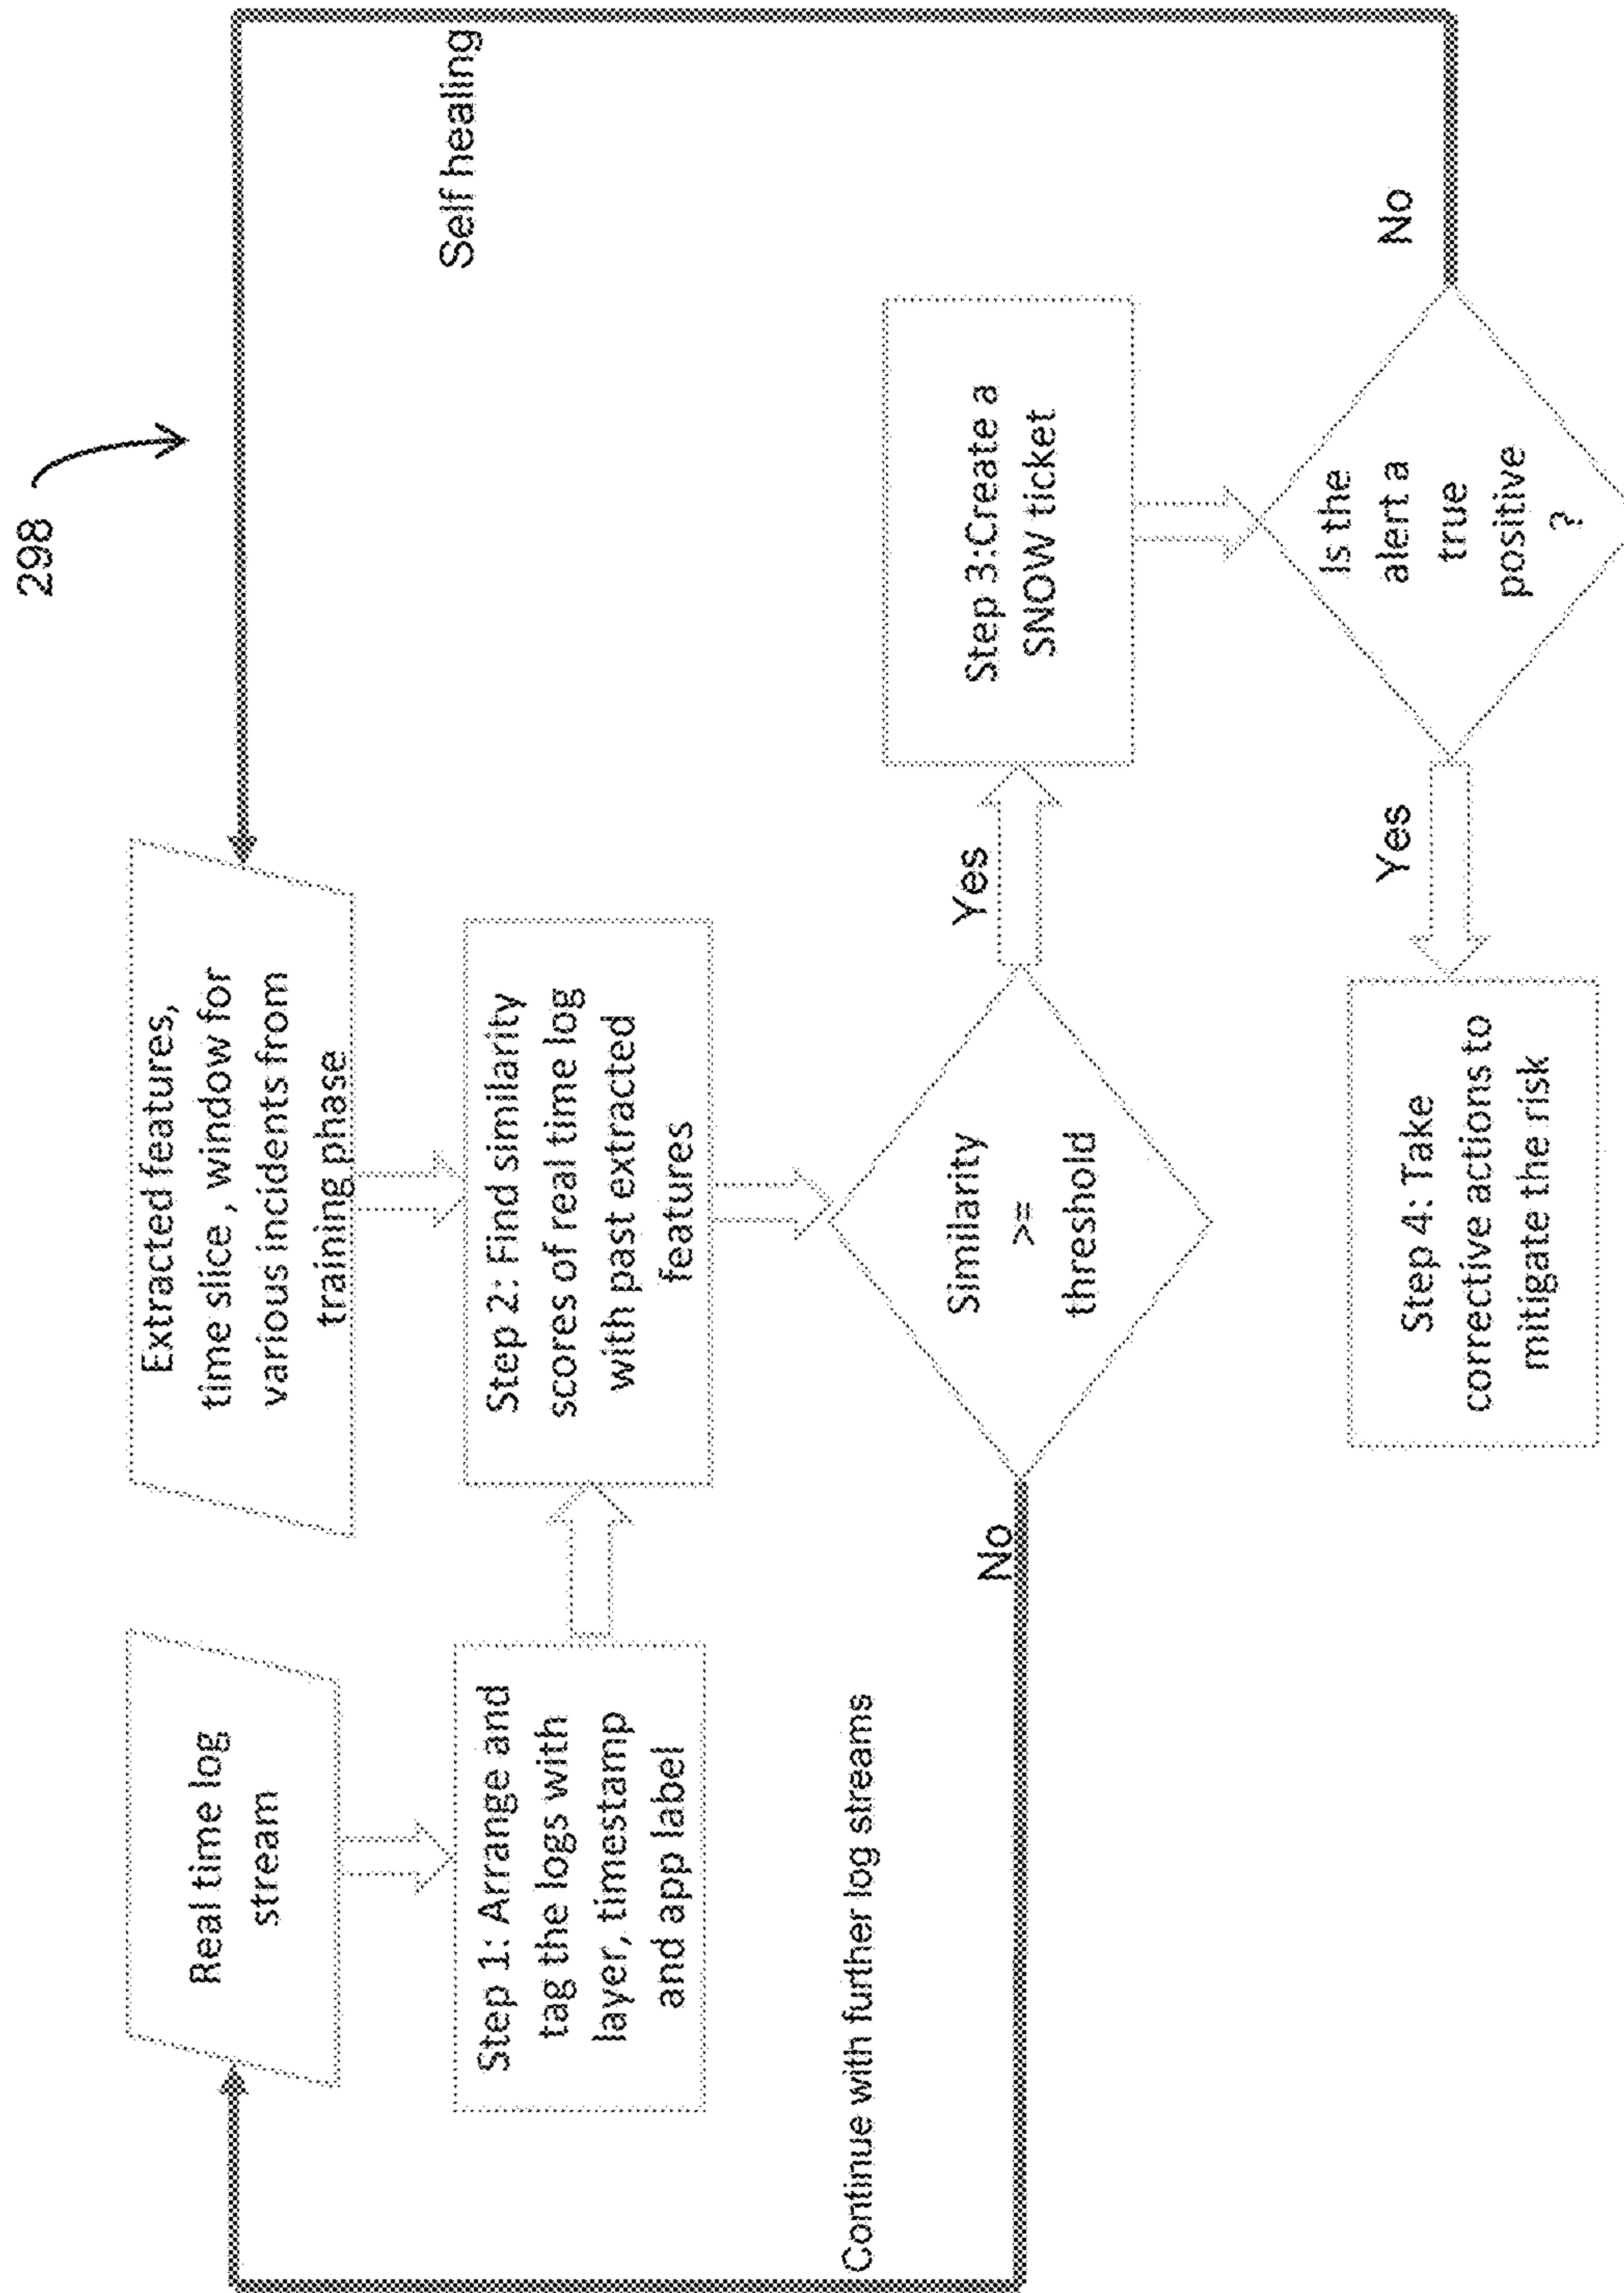 298
Real time log
stream
Extracted features,
time slice , window for
various incidents from
training phase
Self healing
Step 1: Arrange and
tag the logs with
layer, timestamp
and app label
Step 2: Find similarity
scores of real time log
with past extracted
features
Continue with further log streams
No
Similarity
>=
threshold
Yes
Step 3:Create a
SNOW ticket
Step 4: Take
corrective actions to
mitigate the risk
Yes
Is the
alert a
true
positive
?
No